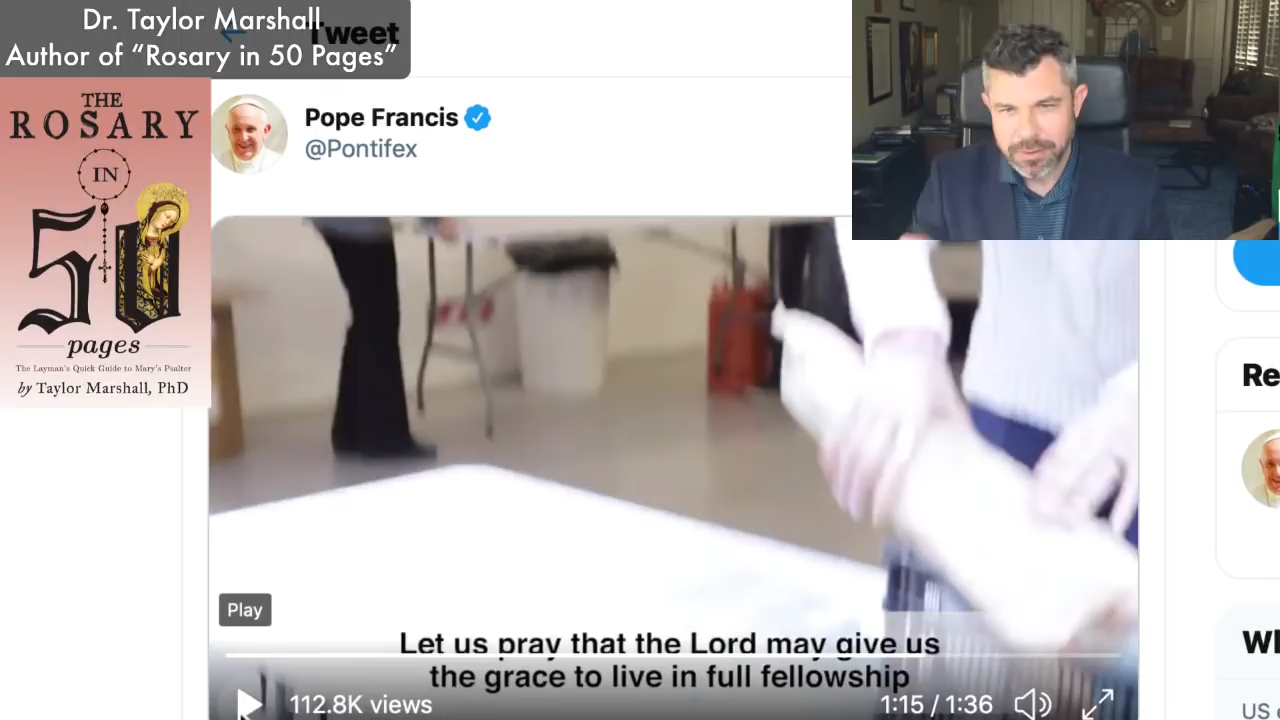 Dr. Taylor Marshall
Author of “Rosary in 50 Pages”
Tweet
THE
ROSARY
IN
50
pages
The Layman's Quick Guide to Mary's Psalter
by Taylor Marshall, PhD
Pope Francis
@Pontifex
Play
Let us pray that the Lord may give us
the grace to live in full fellowship
112.8K views
1:15 / 1:36
Re
Wh
US